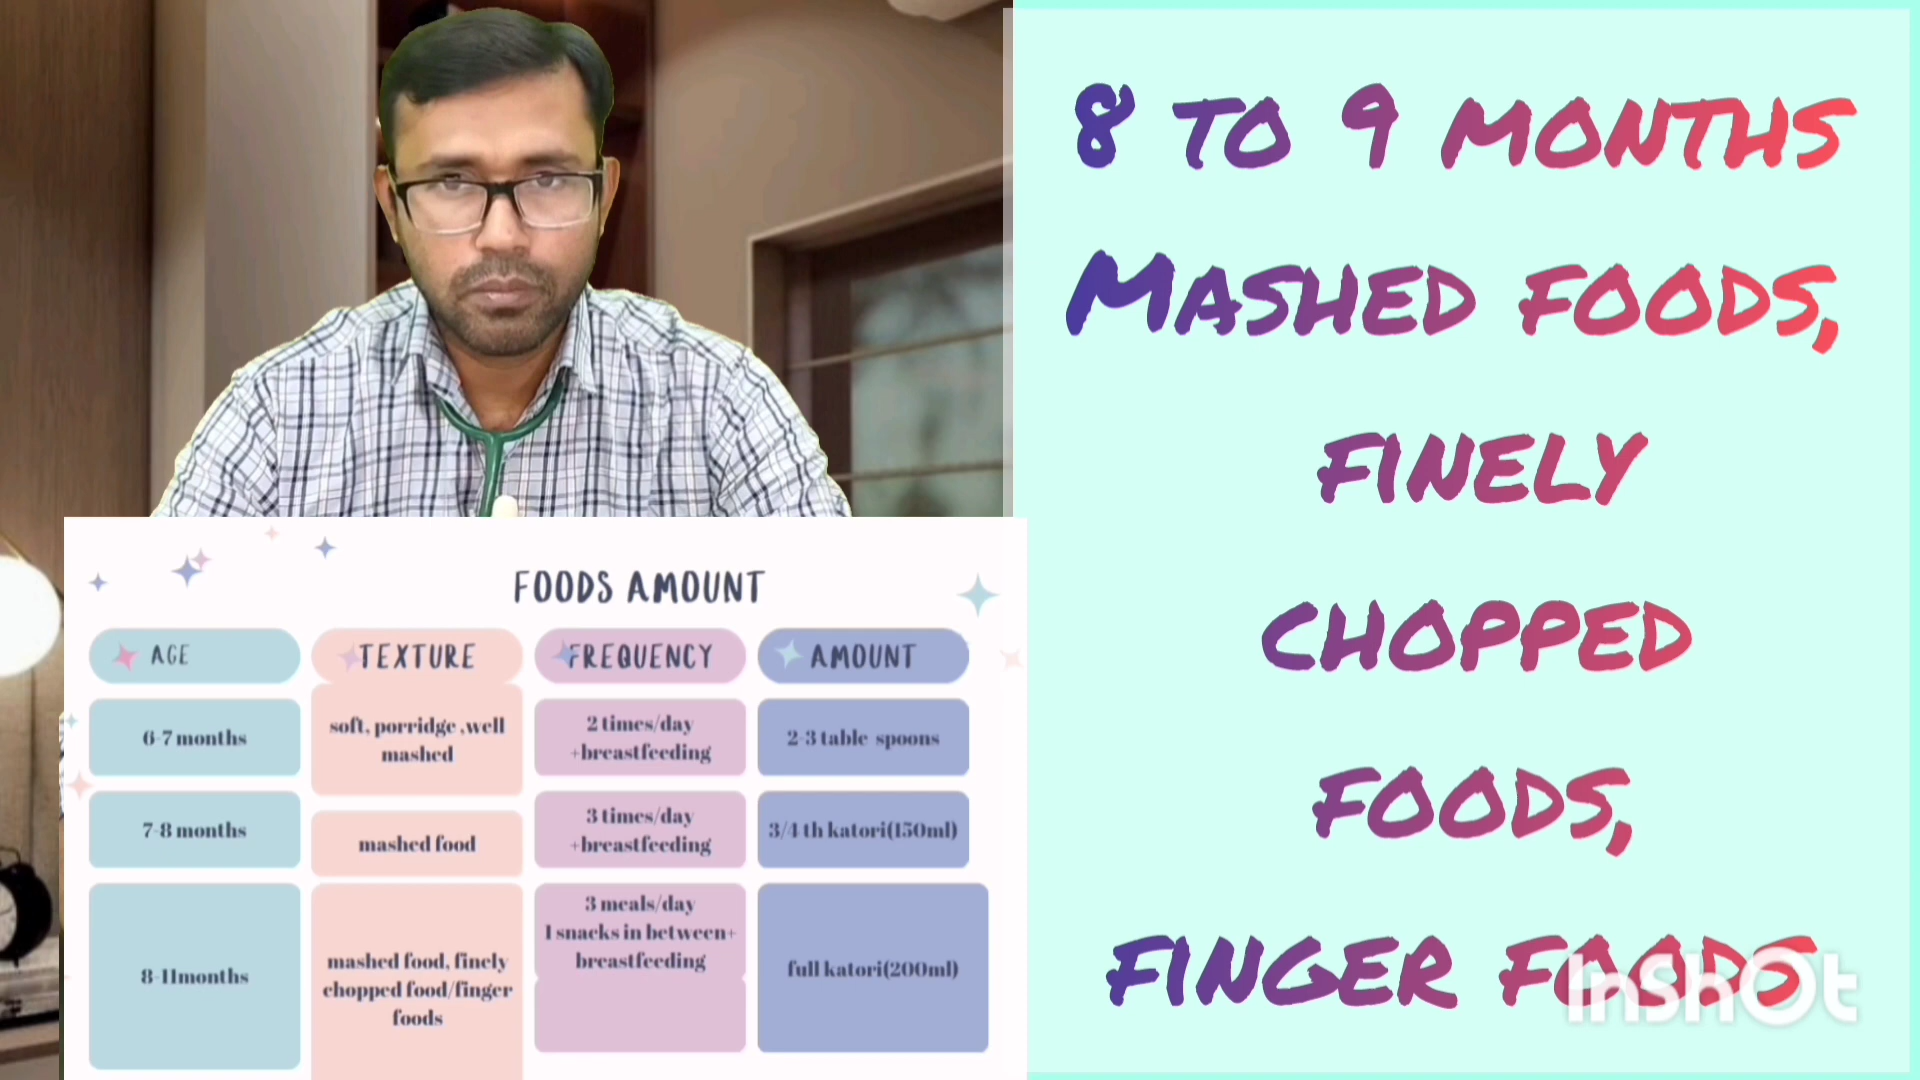 8 TO 9 MONTHS
MASHED FOODS,
FINELY
CHOPPED
FOODS,
FINGER FOODS
InShOt
FOODS AMOUNT
AGE
TEXTURE
FREQUENCY
AMOUNT
6-7 months
soft, porridge ,well
mashed
2 times/day
+breastfeeding
2-3 table spoons
7-8 months
mashed food
3 times/day
+breastfeeding
3/4 th katori(150ml)
8-11months
mashed food, finely
chopped food/finger
foods
3 meals/day
1 snacks in between+
breastfeeding
full katori(200ml)